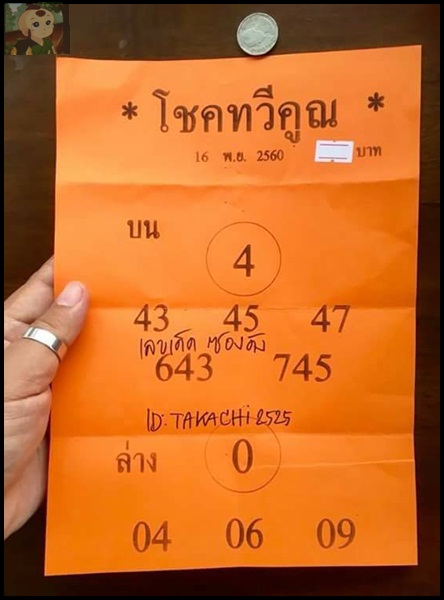 * โชคทวีคูณ *
16 พ.ย. 2560 บาท
บน
4
43 45 47
เลขเด็ด ซองดัง
643 745
ID: TAKACHI2525
ล่าง 0
04 06 09